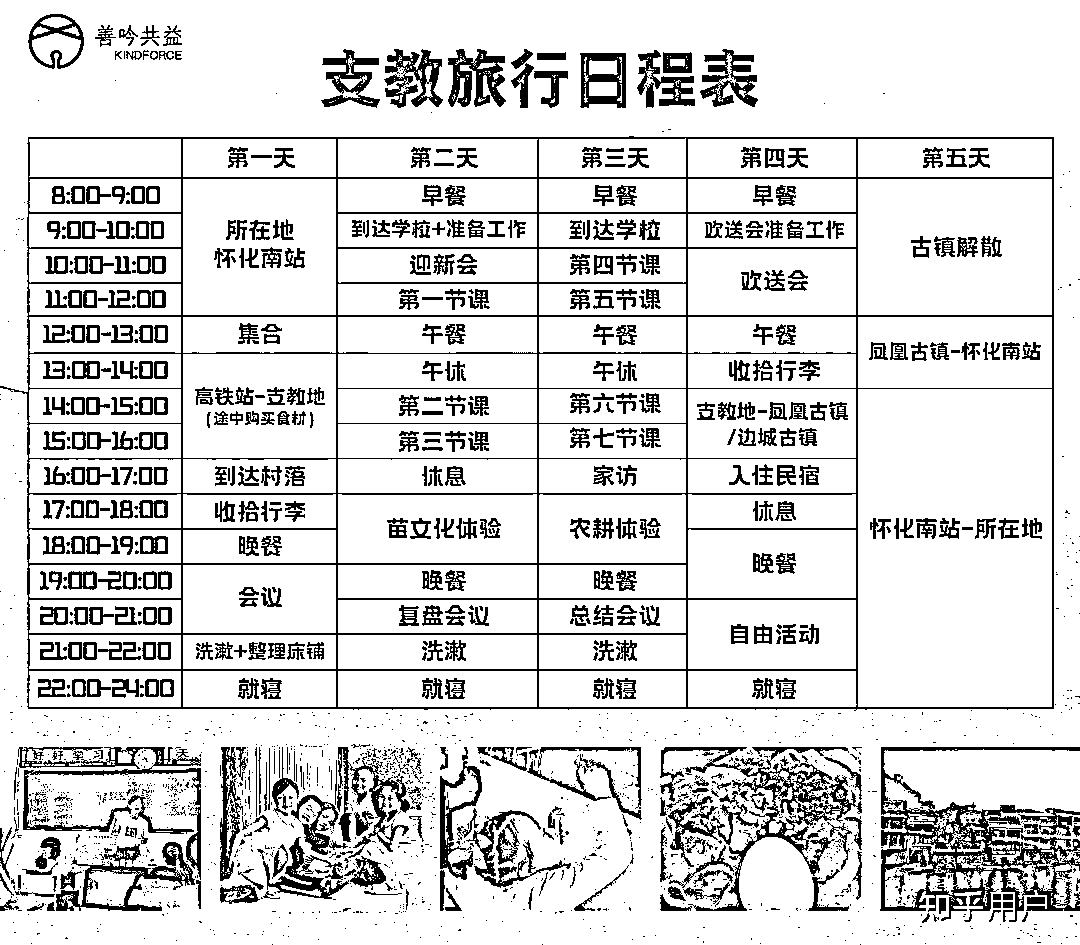 善吟共益
KINDFORCE
支教旅行日程表
第一天 第二天 第三天 第四天 第五天
8:00-9:00 早餐 早餐 早餐
9:00-10:00 所在地 到达学校+准备工作 到达学校 欢送会准备工作 古镇解散
怀化南站
10:00-11:00 迎新会 第四节课 欢送会
11:00-12:00 第一节课 第五节课
12:00-13:00 集合 午餐 午餐 午餐 凤凰古镇-怀化南站
13:00-14:00 高铁站-支教地 午休 午休 收拾行李
(途中购买食材)
14:00-15:00 第二节课 第六节课 支教地-凤凰古镇
/边城古镇
15:00-16:00 第三节课 第七节课
16:00-17:00 到达村落 休息 家访 入住民宿
17:00-18:00 收拾行李 苗文化体验 农耕体验 休息 怀化南站-所在地
18:00-19:00 晚餐 晚餐
19:00-20:00 会议 晚餐 晚餐
20:00-21:00 复盘会议 总结会议 自由活动
21:00-22:00 洗漱+整理床铺 洗漱 洗漱
22:00-24:00 就寝 就寝 就寝 就寝
好好学习 天
知乎用户